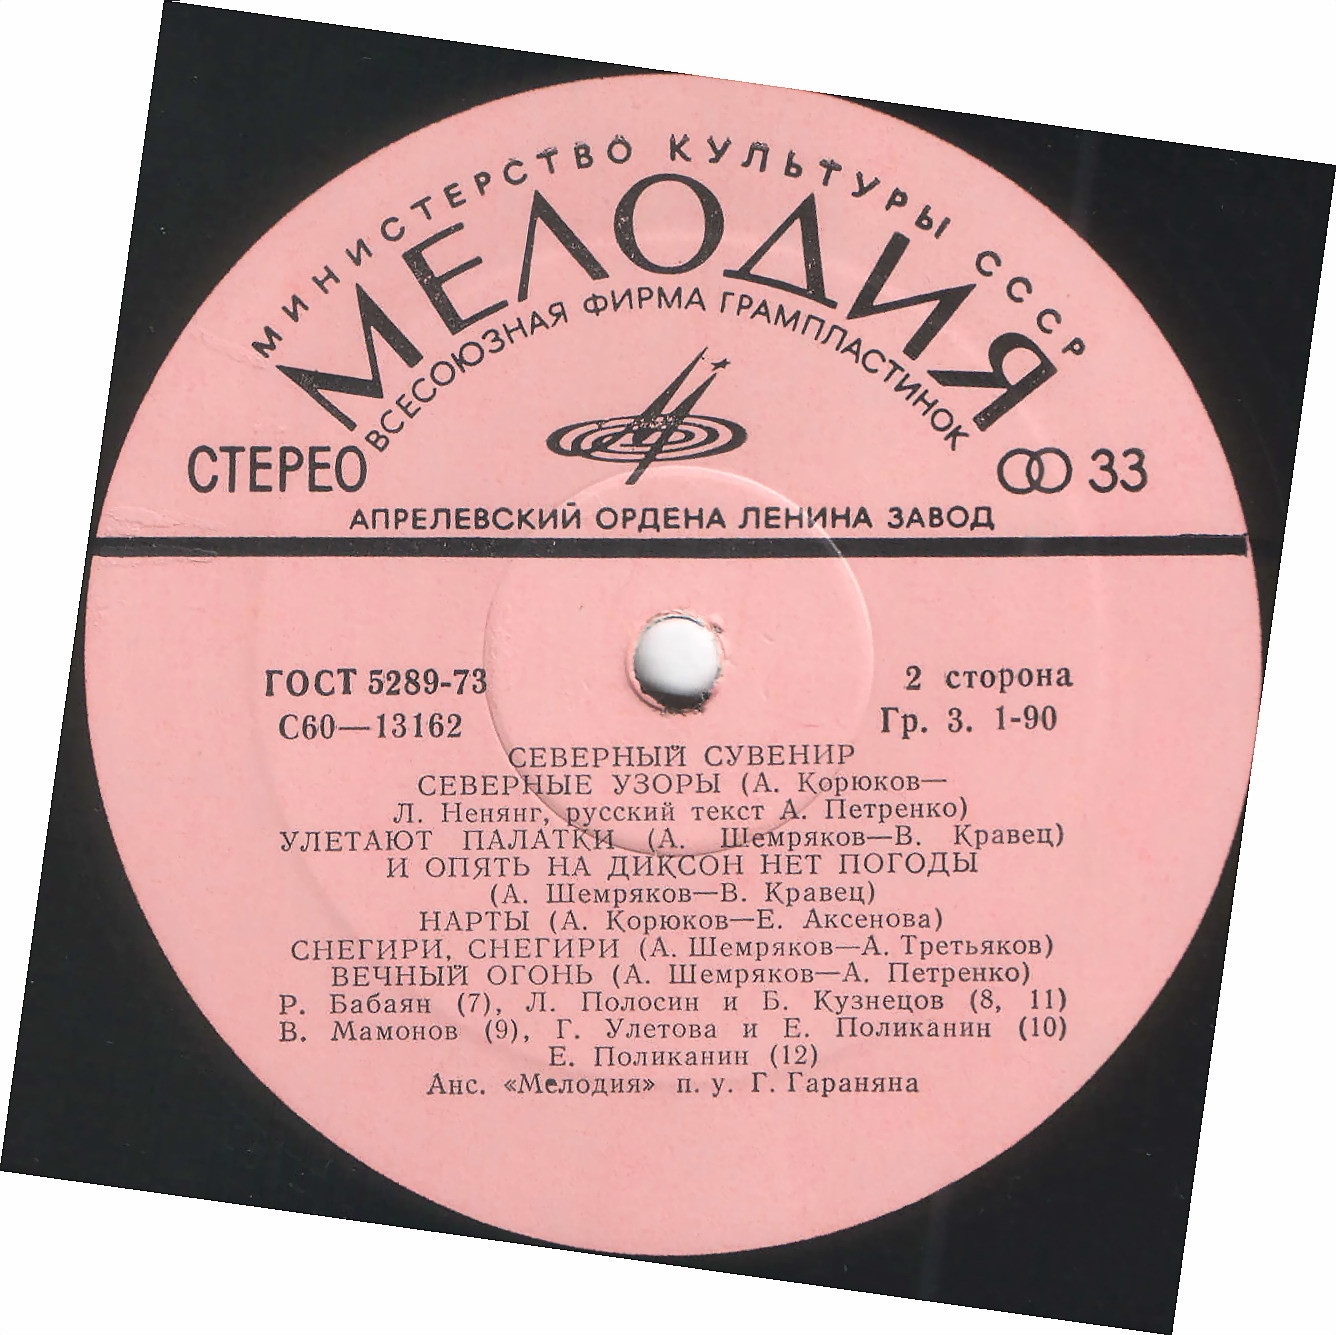 МИНИСТЕРСТВО КУЛЬТУРЫ СССР
МЕЛОДИЯ
ВСЕСОЮЗНАЯ ФИРМА ГРАМПЛАСТИНОК
СТЕРЕО 33
АПРЕЛЕВСКИЙ ОРДЕНА ЛЕНИНА ЗАВОД
ГОСТ 5289-73 2 сторона
С60—13162 Гр. 3. 1-90
СЕВЕРНЫЙ СУВЕНИР
СЕВЕРНЫЕ УЗОРЫ (А. Корюков—
Л. Ненянг, русский текст А. Петренко)
УЛЕТАЮТ ПАЛАТКИ (А. Шемряков—В. Кравец)
И ОПЯТЬ НА ДИКСОН НЕТ ПОГОДЫ
(А. Шемряков—В. Кравец)
НАРТЫ (А. Корюков—Е. Аксенова)
СНЕГИРИ, СНЕГИРИ (А. Шемряков—А. Третьяков)
ВЕЧНЫЙ ОГОНЬ (А. Шемряков—А. Петренко)
Р. Бабаян (7), Л. Полосин и Б. Кузнецов (8, 11)
В. Мамонов (9), Г. Улетова и Е. Поликанин (10)
Е. Поликанин (12)
Анс. «Мелодия» п. у. Г. Гараняна